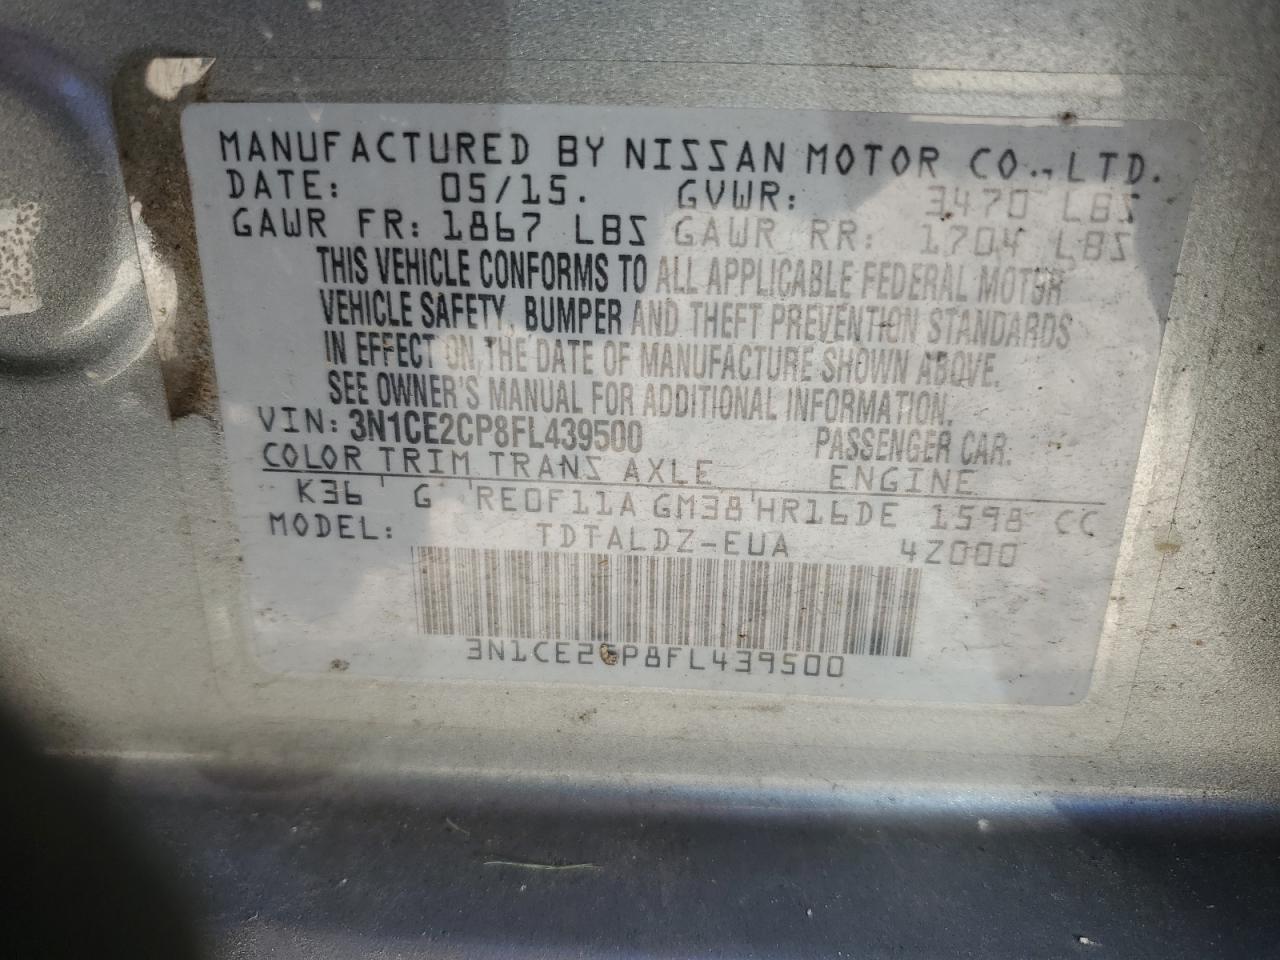 MANUFACTURED BY NISSAN MOTOR CO., LTD.
DATE: 05/15. GVWR: 3470 LBS
GAWR FR: 1867 LBS GAWR RR: 1704 LBS
THIS VEHICLE CONFORMS TO ALL APPLICABLE FEDERAL MOTOR
VEHICLE SAFETY, BUMPER AND THEFT PREVENTION STANDARDS
IN EFFECT ON THE DATE OF MANUFACTURE SHOWN ABOVE.
SEE OWNER'S MANUAL FOR ADDITIONAL INFORMATION.
VIN: 3N1CE2CP8FL439500 PASSENGER CAR.
COLOR TRIM TRANS AXLE ENGINE
K36 G RE0F11A GM38 HR16DE 1598 CC
MODEL: TDTALDZ-EUA 4Z000
3N1CE2CP8FL439500